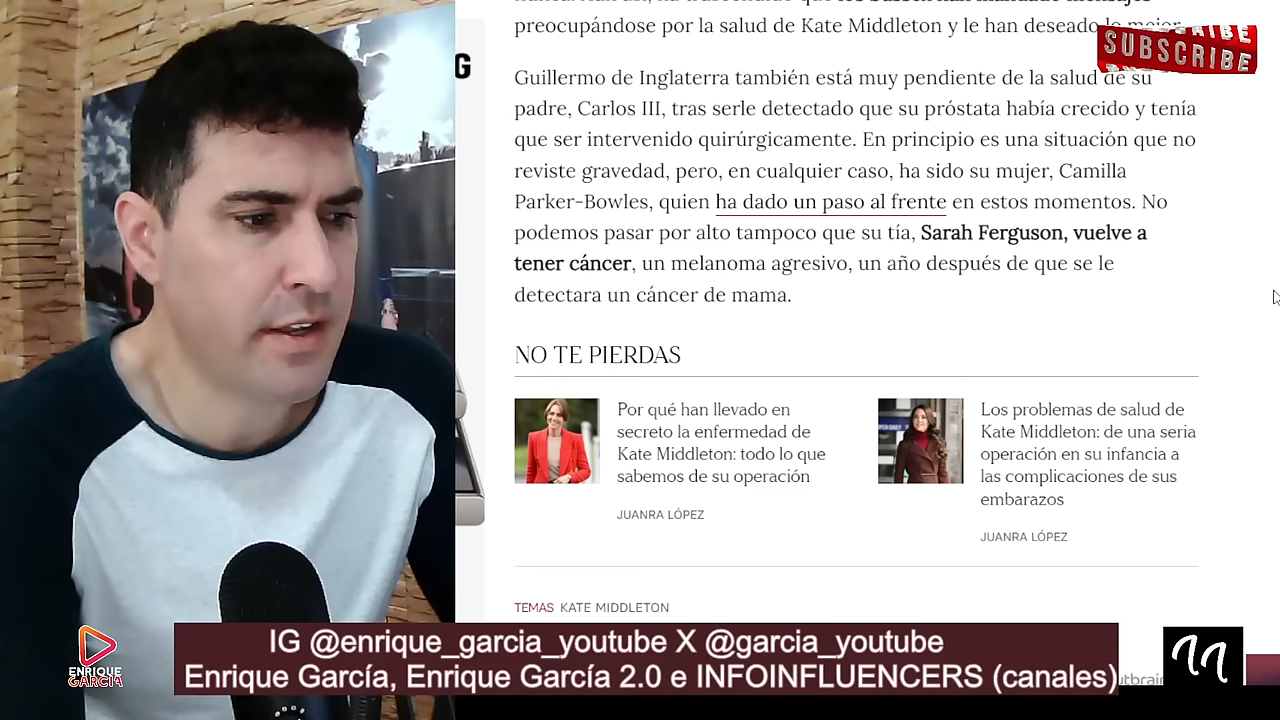 preocupándose por la salud de Kate Middleton y le han deseado lo mejor.
SUBSCRIBE
G
Guillermo de Inglaterra también está muy pendiente de la salud de su
padre, Carlos III, tras serle detectado que su próstata había crecido y tenía
que ser intervenido quirúrgicamente. En principio es una situación que no
reviste gravedad, pero, en cualquier caso, ha sido su mujer, Camilla
Parker-Bowles, quien ha dado un paso al frente en estos momentos. No
podemos pasar por alto tampoco que su tía, Sarah Ferguson, vuelve a
tener cáncer, un melanoma agresivo, un año después de que se le
detectara un cáncer de mama.
NO TE PIERDAS
Por qué han llevado en
secreto la enfermedad de
Kate Middleton: todo lo que
sabemos de su operación
JUANRA LÓPEZ
Los problemas de salud de
Kate Middleton: de una seria
operación en su infancia a
las complicaciones de sus
embarazos
JUANRA LÓPEZ
TEMAS KATE MIDDLETON
IG @enrique_garcia_youtube X @garcia_youtube
Enrique García, Enrique García 2.0 e INFOINFLUENCERS (canales)
ENRIQUE
GARCÍA